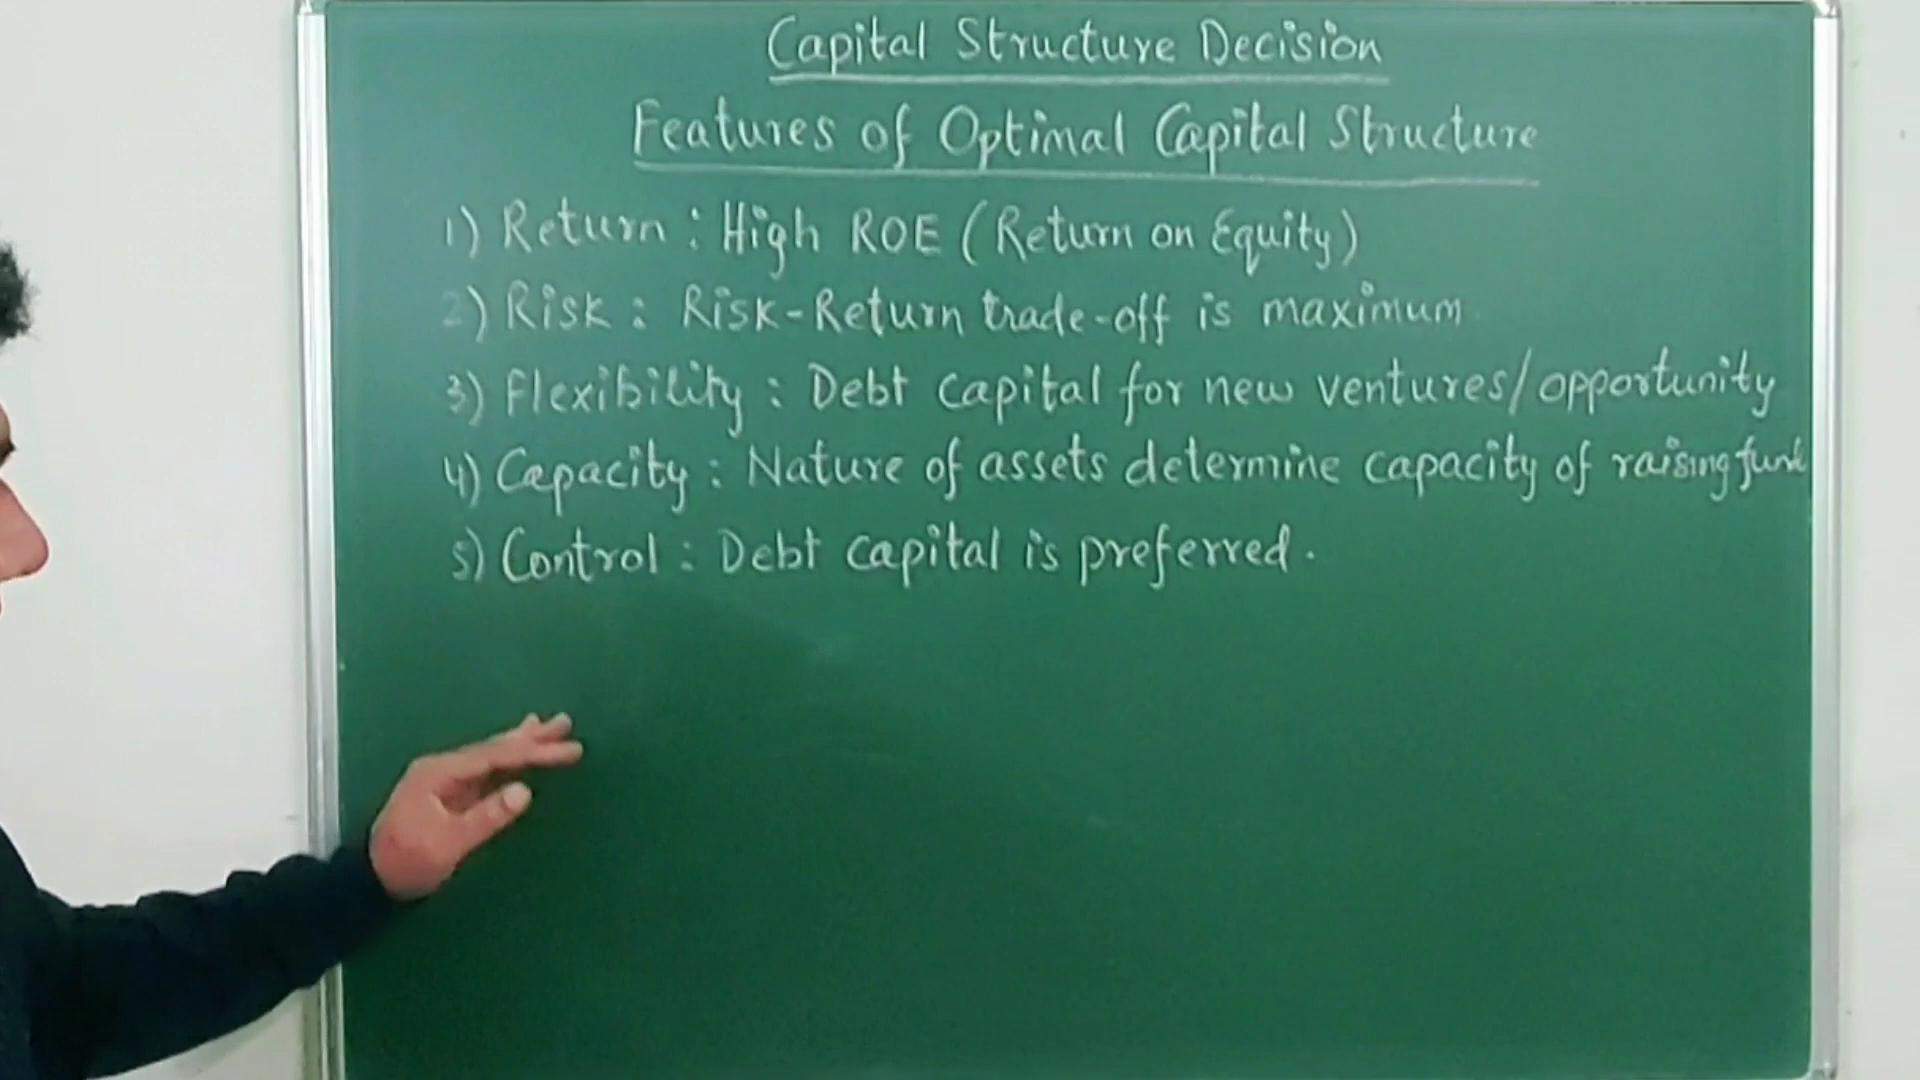 Capital Structure Decision
Features of Optimal Capital Structure
1) Return : High ROE (Return on Equity)
2) Risk : Risk-Return trade-off is maximum.
3) Flexibility : Debt Capital for new ventures/opportunity
4) Capacity : Nature of assets determine capacity of raising fund
5) Control : Debt capital is preferred.